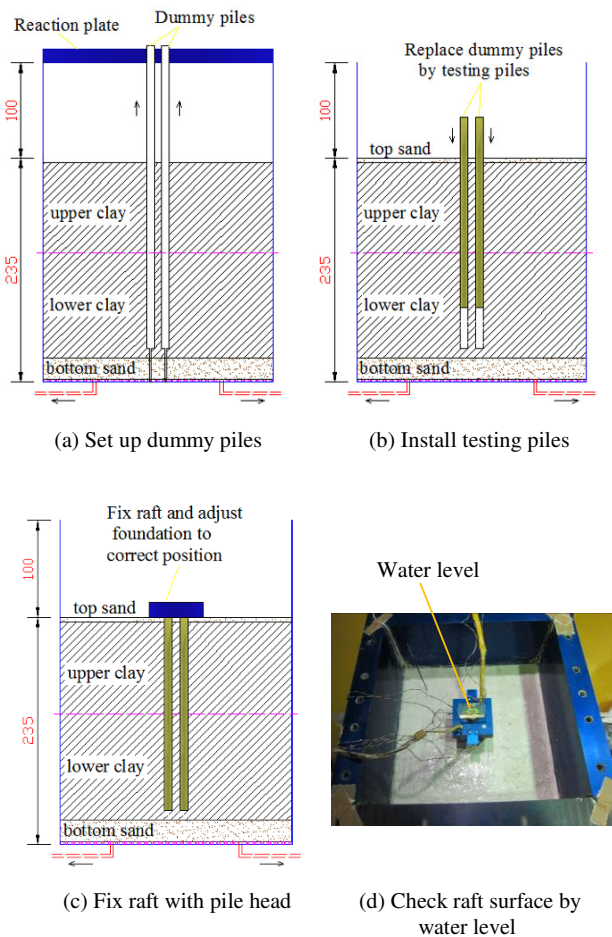 Reaction plate
Dummy piles
100
235
upper clay
lower clay
bottom sand
(a) Set up dummy piles
Replace dummy piles
by testing piles
100
top sand
235
upper clay
lower clay
bottom sand
(b) Install testing piles
Fix raft and adjust
foundation to
correct position
100
top sand
235
upper clay
lower clay
bottom sand
(c) Fix raft with pile head
Water level
(d) Check raft surface by
water level